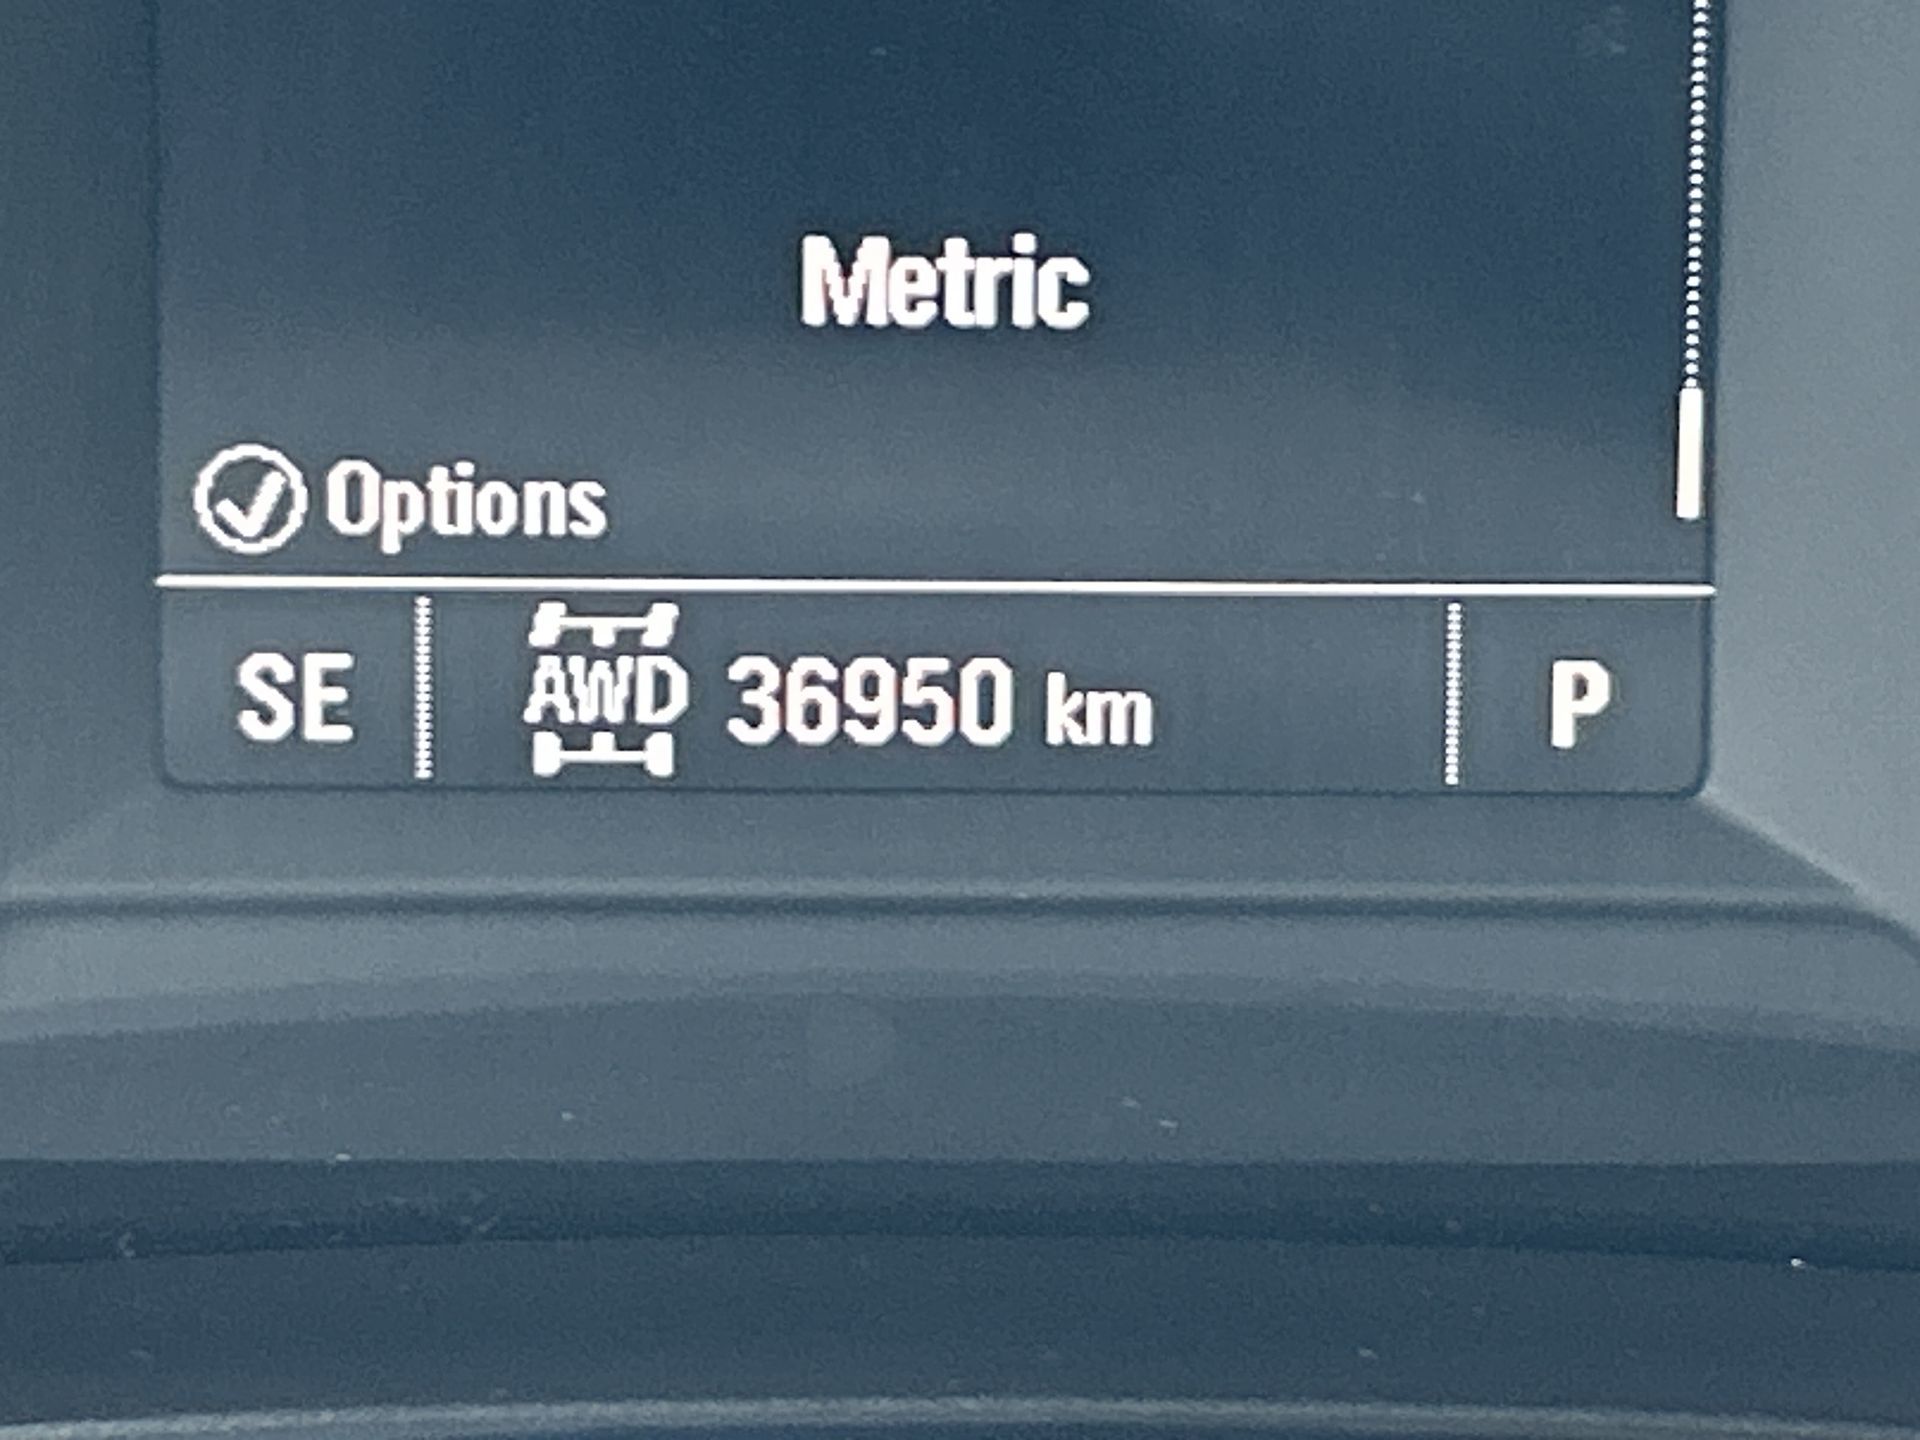 Metric
Options
SE AWD 36950 km P